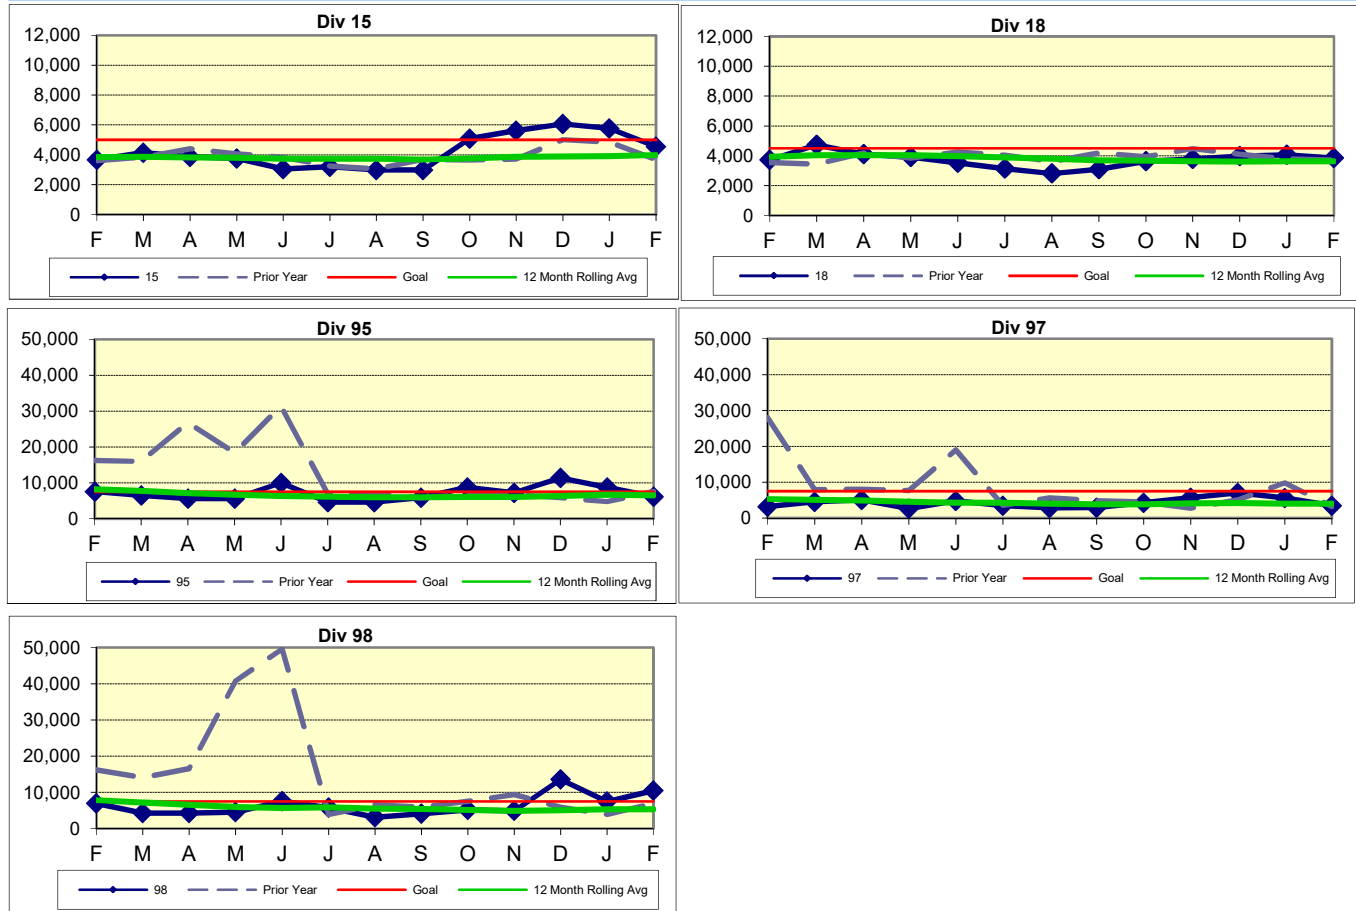 Div 15
12,000
10,000
8,000
6,000
4,000
2,000
0
F M A M J J A S O N D J F
15 Prior Year Goal 12 Month Rolling Avg
Div 18
12,000
10,000
8,000
6,000
4,000
2,000
0
F M A M J J A S O N D J F
18 Prior Year Goal 12 Month Rolling Avg
Div 95
50,000
40,000
30,000
20,000
10,000
0
F M A M J J A S O N D J F
95 Prior Year Goal 12 Month Rolling Avg
Div 97
50,000
40,000
30,000
20,000
10,000
0
F M A M J J A S O N D J F
97 Prior Year Goal 12 Month Rolling Avg
Div 98
50,000
40,000
30,000
20,000
10,000
0
F M A M J J A S O N D J F
98 Prior Year Goal 12 Month Rolling Avg